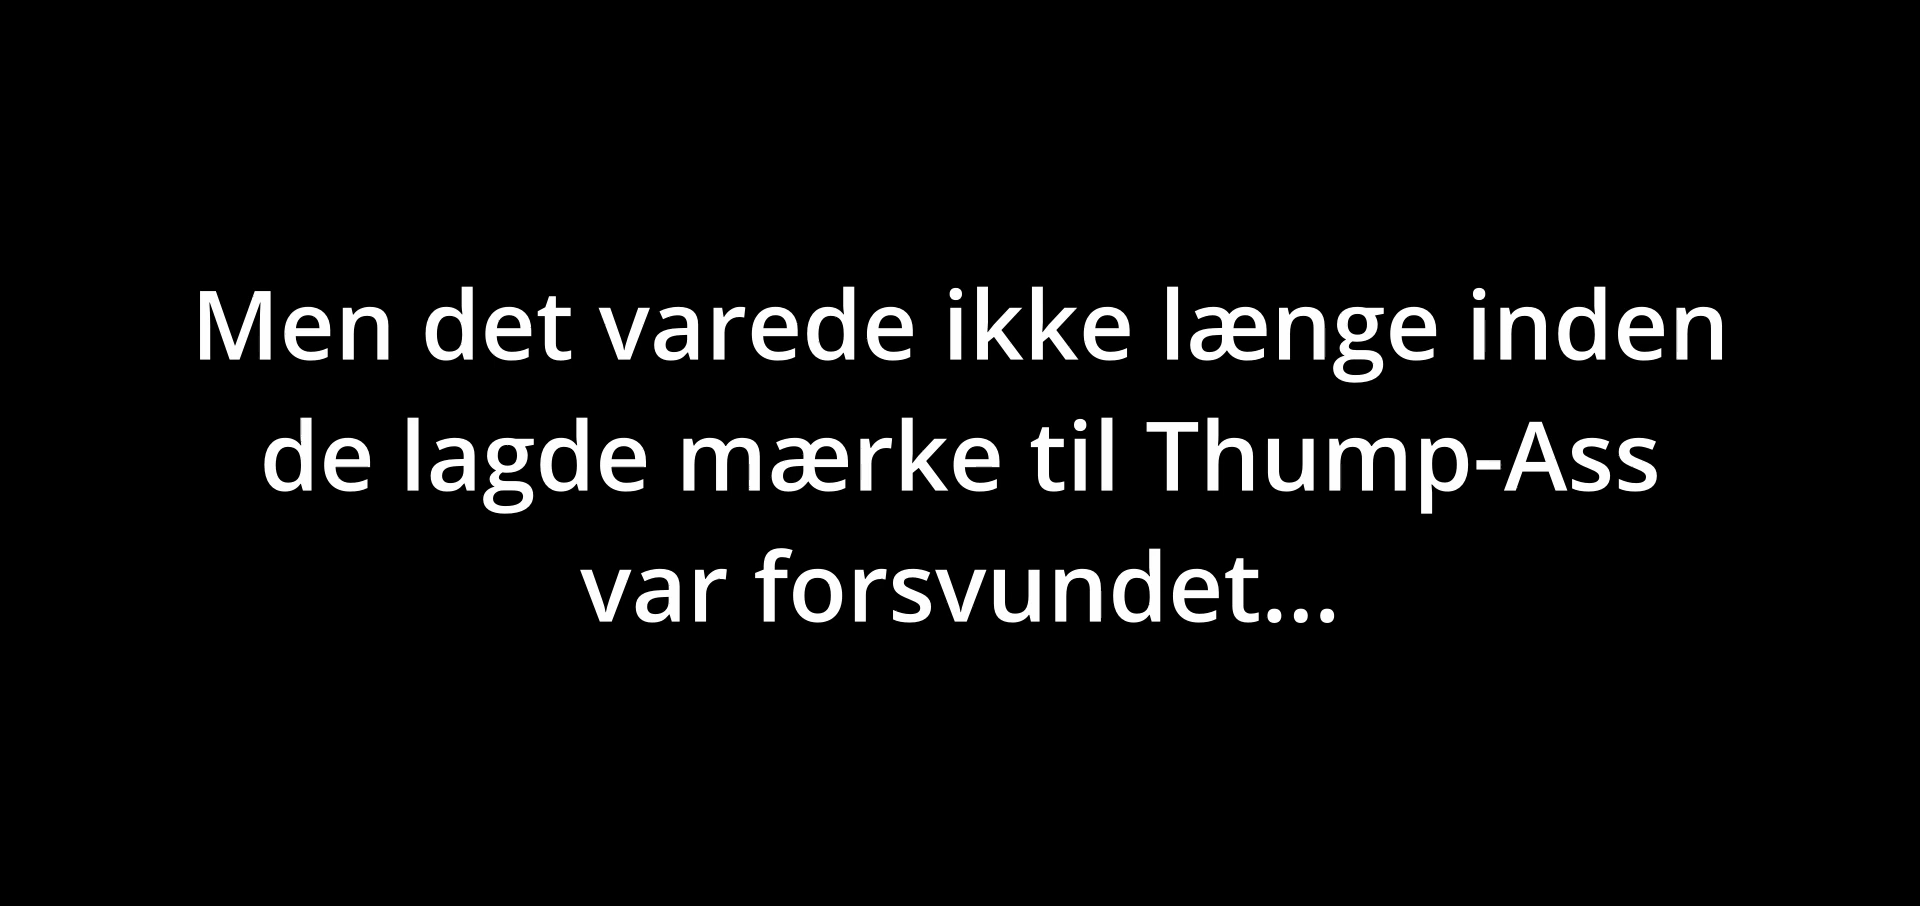 Men det varede ikke længe inden
de lagde mærke til Thump-Ass
var forsvundet...